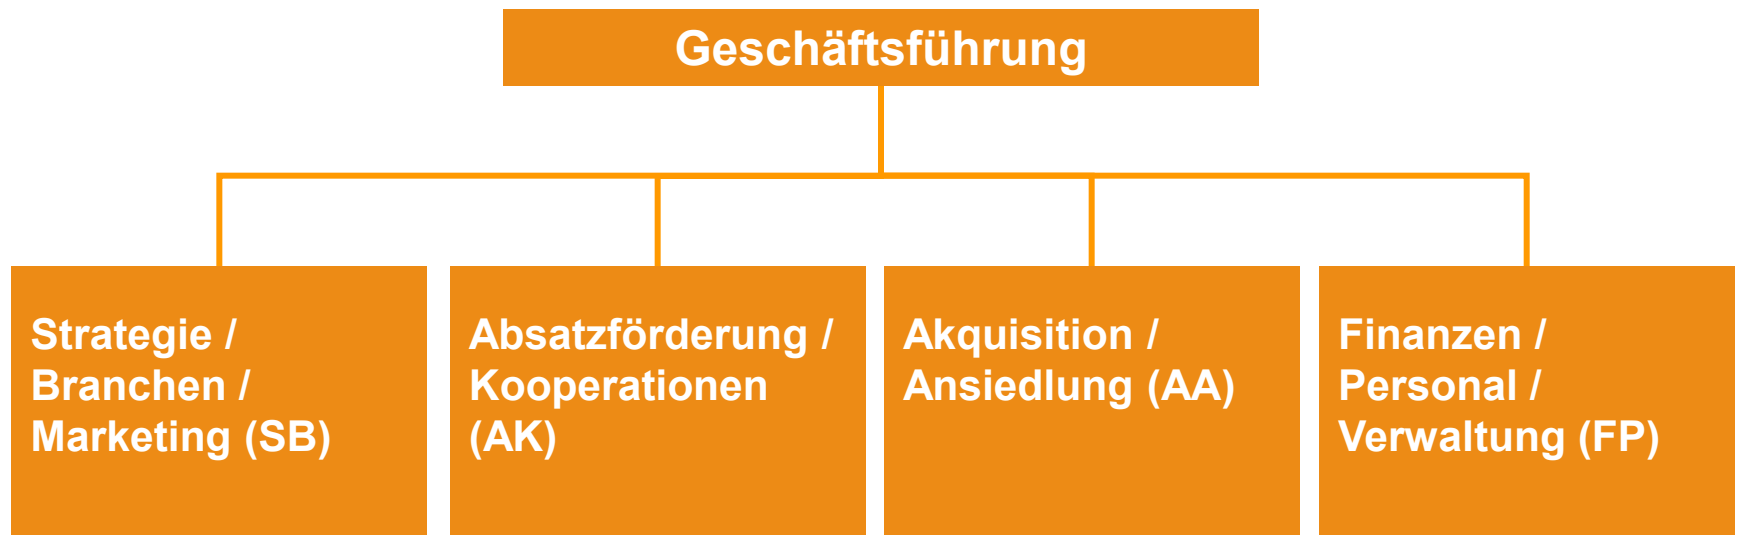 Geschäftsführung
Strategie /
Branchen /
Marketing (SB)
Absatzförderung /
Kooperationen
(AK)
Akquisition /
Ansiedlung (AA)
Finanzen /
Personal /
Verwaltung (FP)